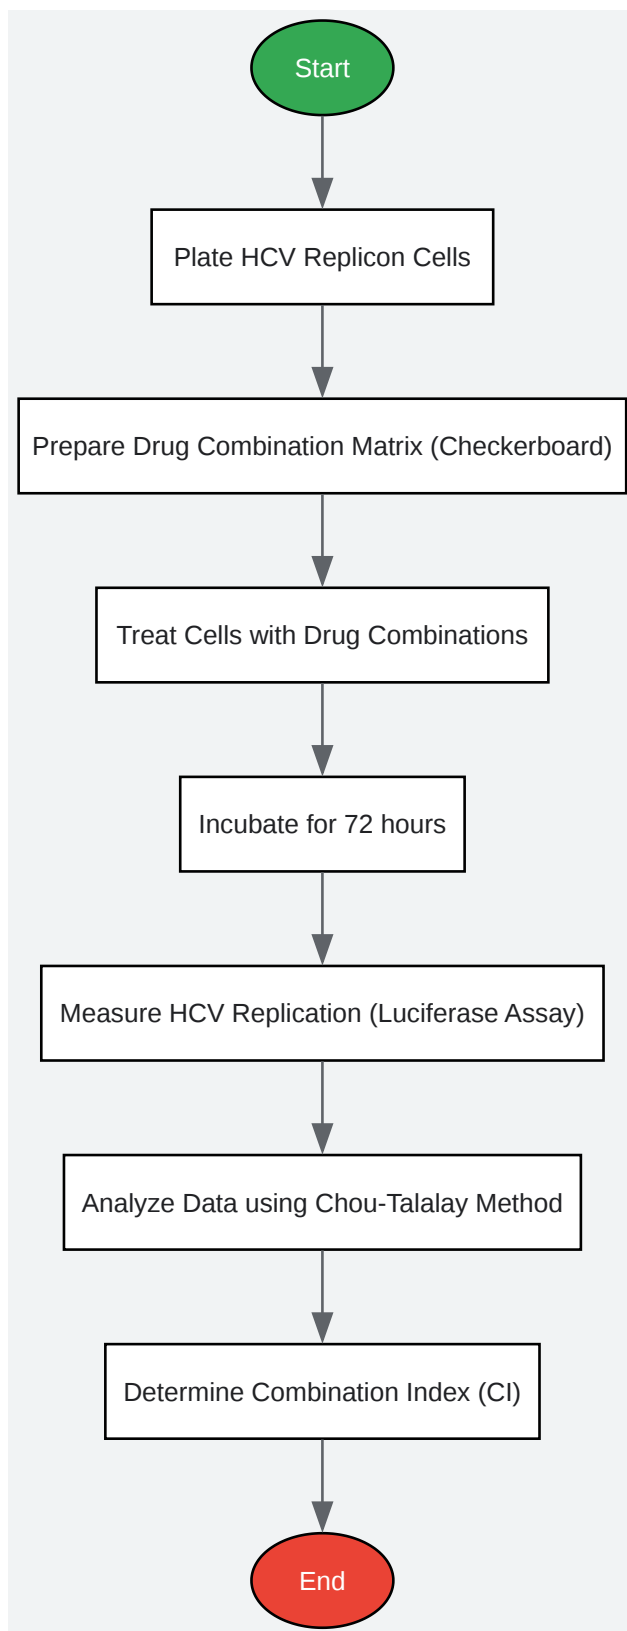 Start
Plate HCV Replicon Cells
Prepare Drug Combination Matrix (Checkerboard)
Treat Cells with Drug Combinations
Incubate for 72 hours
Measure HCV Replication (Luciferase Assay)
Analyze Data using Chou-Talalay Method
Determine Combination Index (CI)
End